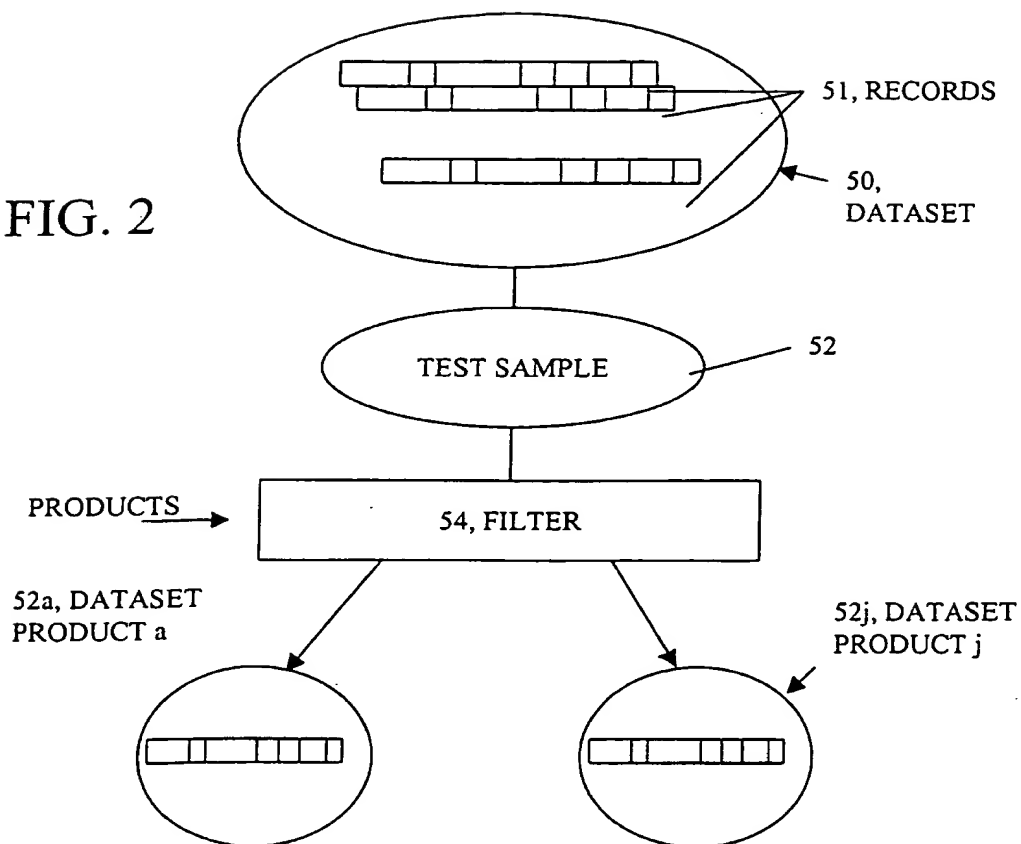 51, RECORDS
50,
DATASET
FIG. 2
TEST SAMPLE
52
PRODUCTS
54, FILTER
52a, DATASET
PRODUCT a
52j, DATASET
PRODUCT j